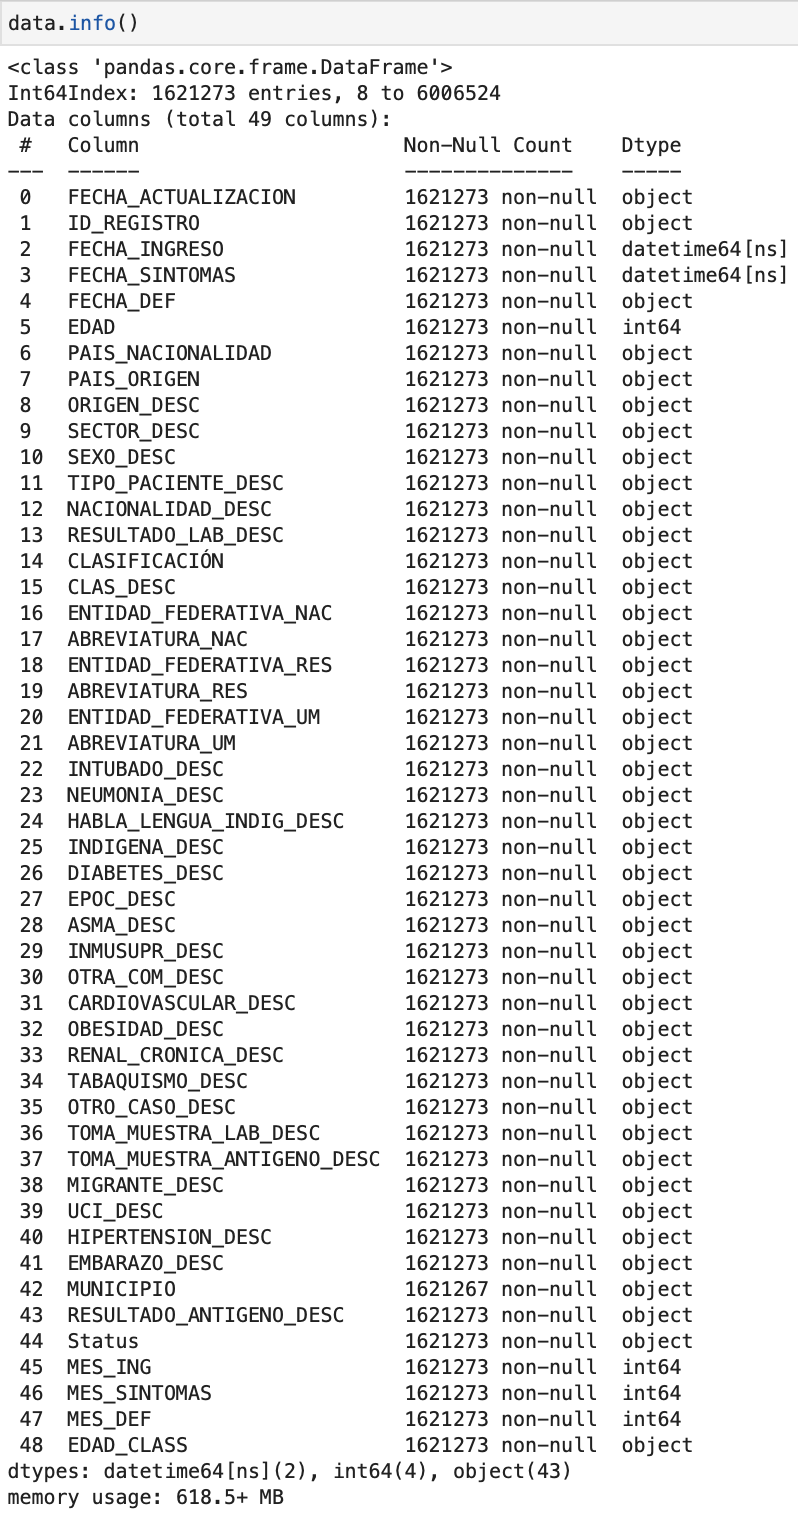 data.info()
<class 'pandas.core.frame.DataFrame'>
Int64Index: 1621273 entries, 8 to 6006524
Data columns (total 49 columns):
 #   Column                      Non-Null Count    Dtype
---  ------                      --------------    -----
 0   FECHA_ACTUALIZACION         1621273 non-null  object
 1   ID_REGISTRO                 1621273 non-null  object
 2   FECHA_INGRESO               1621273 non-null  datetime64[ns]
 3   FECHA_SINTOMAS              1621273 non-null  datetime64[ns]
 4   FECHA_DEF                   1621273 non-null  object
 5   EDAD                        1621273 non-null  int64
 6   PAIS_NACIONALIDAD           1621273 non-null  object
 7   PAIS_ORIGEN                 1621273 non-null  object
 8   ORIGEN_DESC                 1621273 non-null  object
 9   SECTOR_DESC                 1621273 non-null  object
 10  SEXO_DESC                   1621273 non-null  object
 11  TIPO_PACIENTE_DESC          1621273 non-null  object
 12  NACIONALIDAD_DESC           1621273 non-null  object
 13  RESULTADO_LAB_DESC          1621273 non-null  object
 14  CLASIFICACIÓN               1621273 non-null  object
 15  CLAS_DESC                   1621273 non-null  object
 16  ENTIDAD_FEDERATIVA_NAC      1621273 non-null  object
 17  ABREVIATURA_NAC             1621273 non-null  object
 18  ENTIDAD_FEDERATIVA_RES      1621273 non-null  object
 19  ABREVIATURA_RES             1621273 non-null  object
 20  ENTIDAD_FEDERATIVA_UM       1621273 non-null  object
 21  ABREVIATURA_UM              1621273 non-null  object
 22  INTUBADO_DESC               1621273 non-null  object
 23  NEUMONIA_DESC               1621273 non-null  object
 24  HABLA_LENGUA_INDIG_DESC     1621273 non-null  object
 25  INDIGENA_DESC               1621273 non-null  object
 26  DIABETES_DESC               1621273 non-null  object
 27  EPOC_DESC                   1621273 non-null  object
 28  ASMA_DESC                   1621273 non-null  object
 29  INMUSUPR_DESC               1621273 non-null  object
 30  OTRA_COM_DESC               1621273 non-null  object
 31  CARDIOVASCULAR_DESC         1621273 non-null  object
 32  OBESIDAD_DESC               1621273 non-null  object
 33  RENAL_CRONICA_DESC          1621273 non-null  object
 34  TABAQUISMO_DESC             1621273 non-null  object
 35  OTRO_CASO_DESC              1621273 non-null  object
 36  TOMA_MUESTRA_LAB_DESC       1621273 non-null  object
 37  TOMA_MUESTRA_ANTIGENO_DESC  1621273 non-null  object
 38  MIGRANTE_DESC               1621273 non-null  object
 39  UCI_DESC                    1621273 non-null  object
 40  HIPERTENSION_DESC           1621273 non-null  object
 41  EMBARAZO_DESC               1621273 non-null  object
 42  MUNICIPIO                   1621267 non-null  object
 43  RESULTADO_ANTIGENO_DESC     1621273 non-null  object
 44  Status                      1621273 non-null  object
 45  MES_ING                     1621273 non-null  int64
 46  MES_SINTOMAS                1621273 non-null  int64
 47  MES_DEF                     1621273 non-null  int64
 48  EDAD_CLASS                  1621273 non-null  object
dtypes: datetime64[ns](2), int64(4), object(43)
memory usage: 618.5+ MB